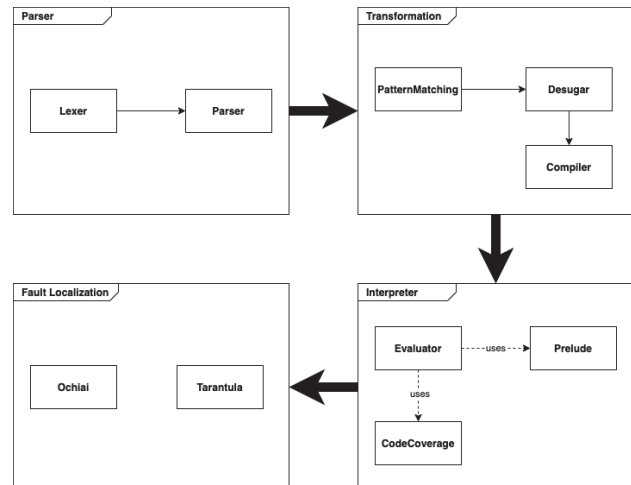 Parser
Lexer
Parser
Transformation
PatternMatching
Desugar
Compiler
Fault Localization
Ochiai
Tarantula
Interpreter
Evaluator
uses
Prelude
uses
CodeCoverage